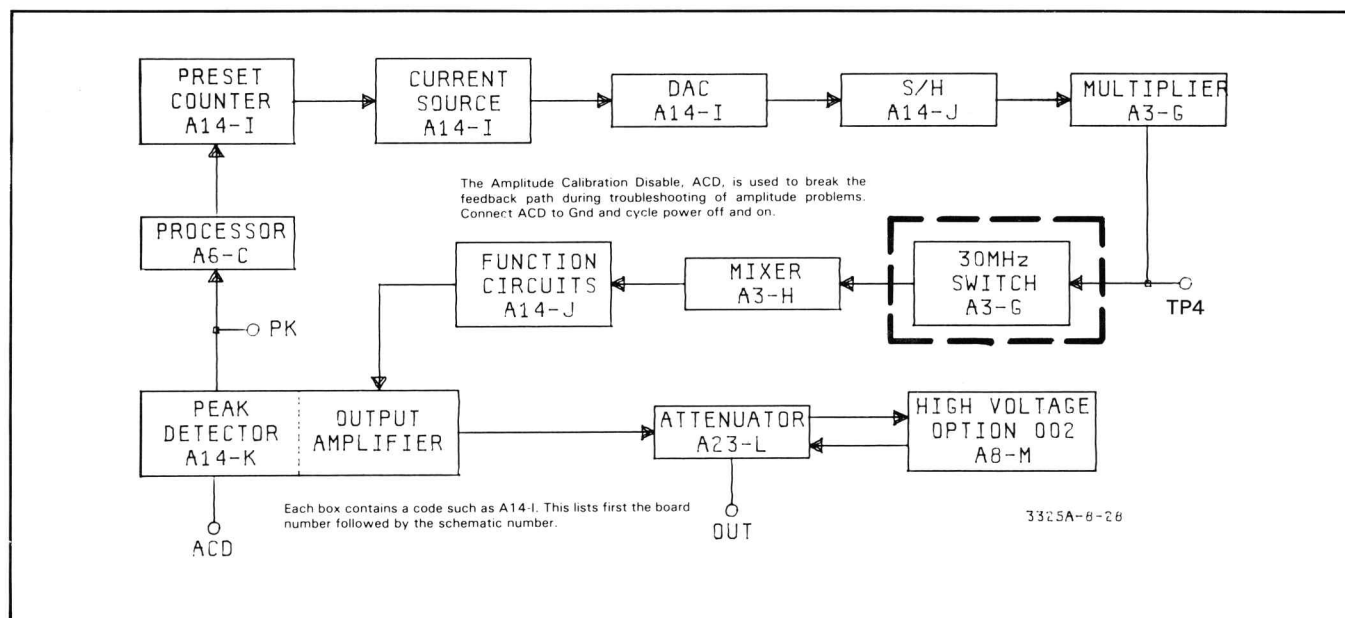 PRESET
COUNTER
A14-I
CURRENT
SOURCE
A14-I
DAC
A14-I
S/H
A14-J
MULTIPLIER
A3-G
The Amplitude Calibration Disable, ACD, is used to break the
feedback path during troubleshooting of amplitude problems.
Connect ACD to Gnd and cycle power off and on.
PROCESSOR
A6-C
FUNCTION
CIRCUITS
A14-J
MIXER
A3-H
30MHz
SWITCH
A3-G
TP4
PK
PEAK
DETECTOR
A14-K
OUTPUT
AMPLIFIER
ATTENUATOR
A23-L
HIGH VOLTAGE
OPTION 002
A8-M
Each box contains a code such as A14-I. This lists first the board
number followed by the schematic number.
ACD
OUT
3325A-8-28